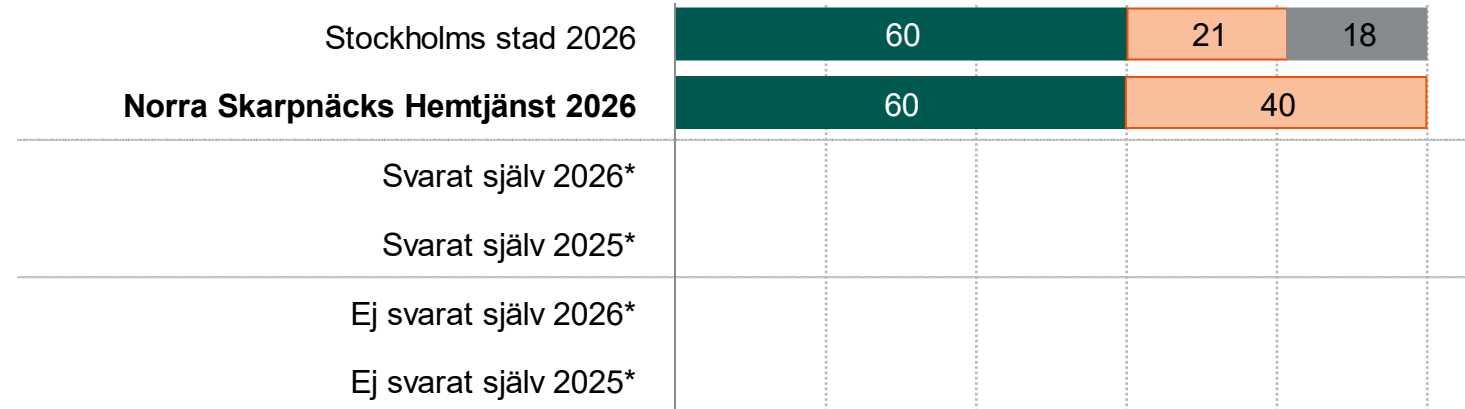 Stockholms stad 2026 60 21 18
Norra Skarpnäcks Hemtjänst 2026 60 40
Svarat själv 2026*
Svarat själv 2025*
Ej svarat själv 2026*
Ej svarat själv 2025*